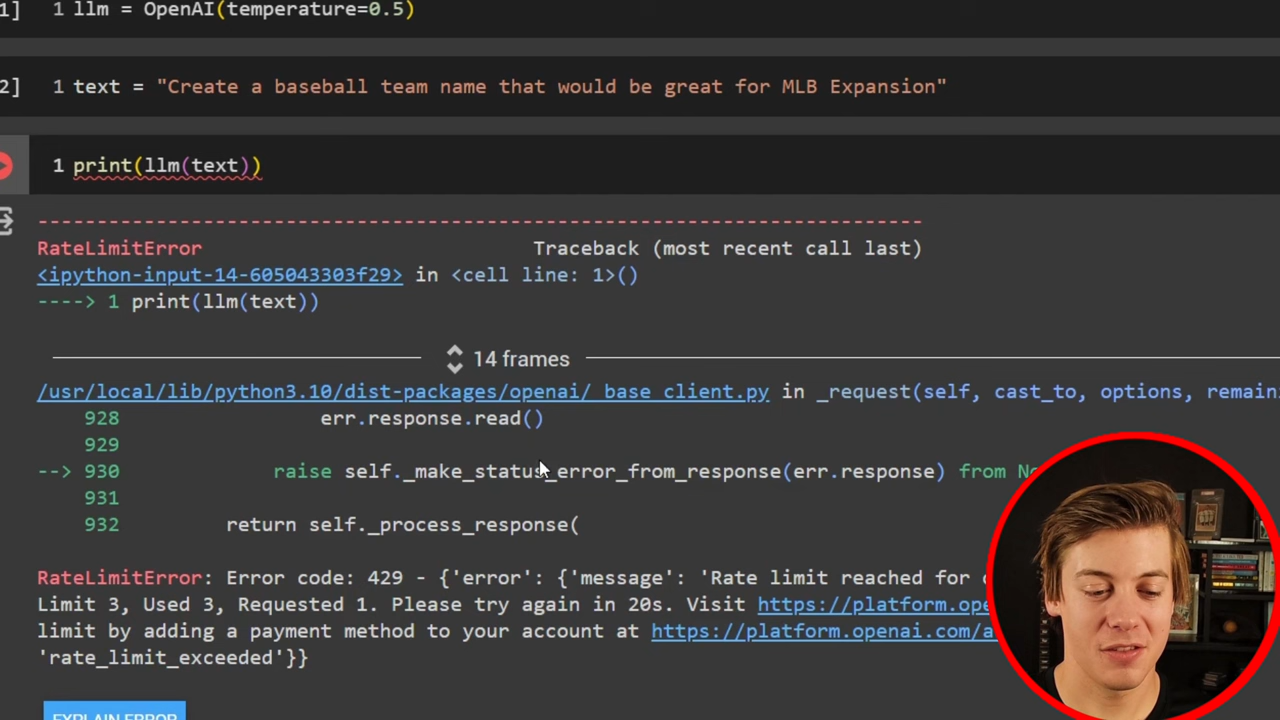 1]
1 llm = OpenAI(temperature=0.5)
2]
1 text = "Create a baseball team name that would be great for MLB Expansion"
1 print(llm(text))
---------------------------------------------------------------------------
RateLimitError Traceback (most recent call last)
<ipython-input-14-605043303f29> in <cell line: 1>()
----> 1 print(llm(text))
14 frames
/usr/local/lib/python3.10/dist-packages/openai/_base_client.py in _request(self, cast_to, options, remain
928 err.response.read()
929
--> 930 raise self._make_status_error_from_response(err.response) from
931
932 return self._process_response(
RateLimitError: Error code: 429 - {'error': {'message': 'Rate limit reached for
Limit 3, Used 3, Requested 1. Please try again in 20s. Visit https://platform.ope
limit by adding a payment method to your account at https://platform.openai.com/a
'rate_limit_exceeded'}}
EXPLAIN ERROR